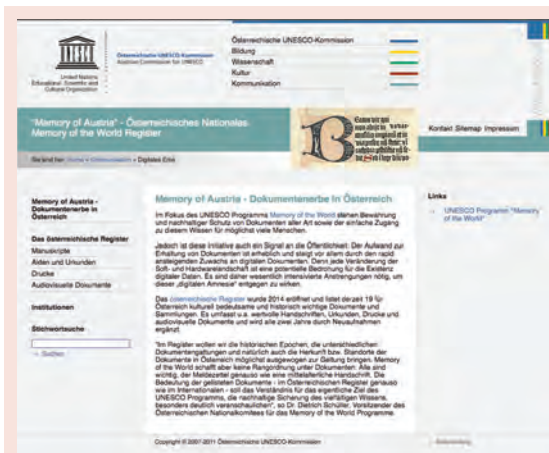 United Nations
Educational, Scientific and
Cultural Organization
Österreichische UNESCO-Kommission
Austrian Commission for UNESCO
Österreichische UNESCO-Kommission
Bildung
Wissenschaft
Kultur
Kommunikation
"Memory of Austria" - Österreichisches Nationales
Memory of the World Register
Kontakt Sitemap Impressum
Sie sind hier: Home » Kommunikation » Digitales Erbe
Memory of Austria -
Dokumentenerbe in
Österreich
Das österreichische Register
Manuskripte
Akten und Urkunden
Drucke
Audiovisuelle Dokumente
Institutionen
Stichwortsuche
→ Suchen
Memory of Austria - Dokumentenerbe in Österreich
Im Fokus des UNESCO Programms Memory of the World stehen Bewahrung
und nachhaltiger Schutz von Dokumenten aller Art sowie der einfache Zugang
zu diesem Wissen für möglichst viele Menschen.
Jedoch ist diese Initiative auch ein Signal an die Öffentlichkeit: Der Aufwand zur
Erhaltung von Dokumenten ist erheblich und steigt vor allem durch den rapid
ansteigenden Zuwachs an digitalen Dokumenten. Denn jede Veränderung der
Soft- und Hardwarelandschaft ist eine potentielle Bedrohung für die Existenz
digitaler Daten. Es sind daher wesentlich intensivierte Anstrengungen nötig, um
dieser „digitalen Amnesie" entgegen zu wirken.
Das österreichische Register wurde 2014 eröffnet und listet derzeit 19 für
Österreich kulturell bedeutsame und historisch wichtige Dokumente und
Sammlungen. Es umfasst u.a. wertvolle Handschriften, Urkunden, Drucke und
audiovisuelle Dokumente und wird alle zwei Jahre durch Neuaufnahmen
ergänzt.
"Im Register wollen wir die historischen Epochen, die unterschiedlichen
Dokumentengattungen und natürlich auch die Herkunft bzw. Standorte der
Dokumente in Österreich möglichst ausgewogen zur Geltung bringen. Memory
of the World schafft aber keine Rangordnung unter Dokumenten: Alle sind
wichtig, der Meldezettel genauso wie eine mittelalterliche Handschrift. Die
Bedeutung der gelisteten Dokumente - im Österreichischen Register genauso
wie im Internationalen - soll das Verständnis für das eigentliche Ziel des
UNESCO Programms, die nachhaltige Sicherung des vielfältigen Wissens,
besonders deutlich veranschaulichen", so Dr. Dietrich Schüller, Vorsitzender des
Österreichischen Nationalkomitees für das Memory of the World Programme.
Links
→ UNESCO Programm "Memory
of the World"
Copyright © 2007-2011 Österreichische UNESCO-Kommission